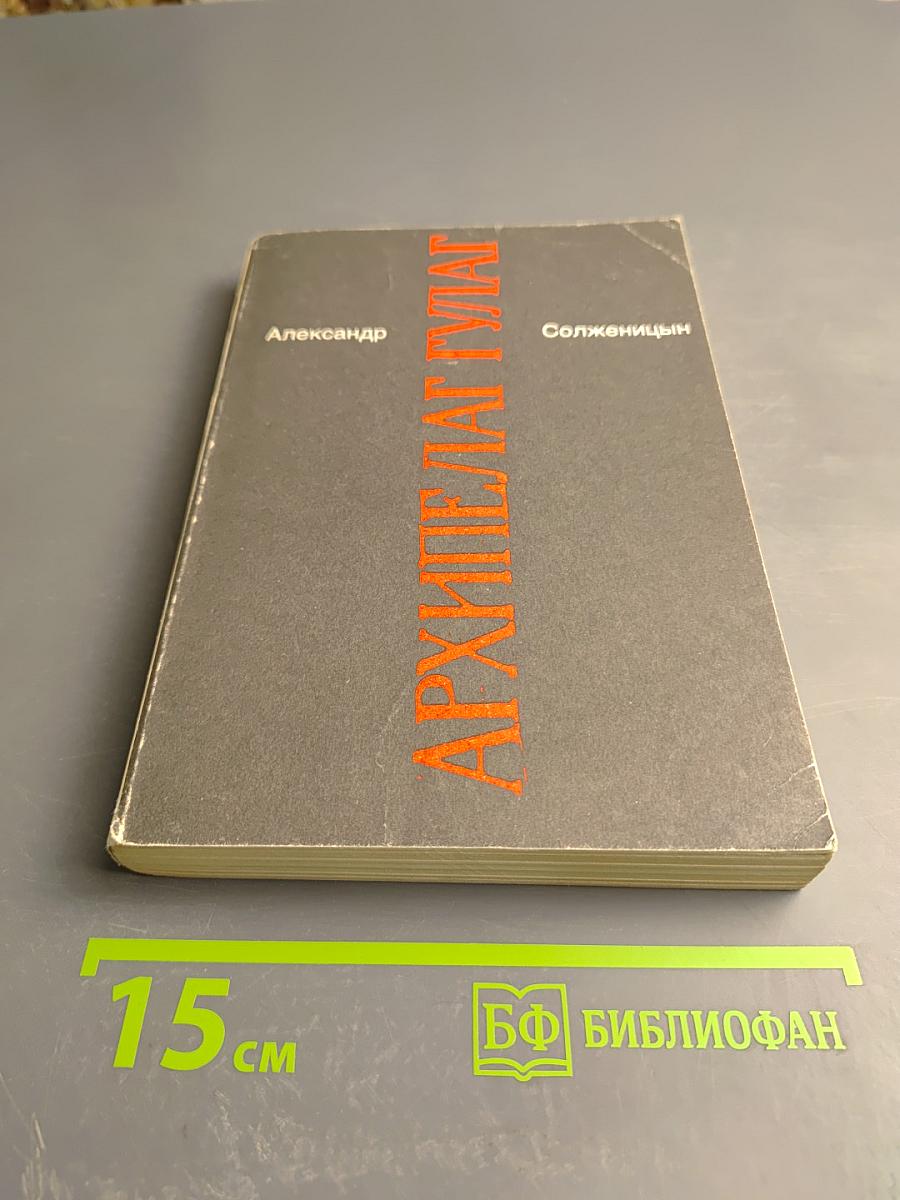 Александр
Солженицын
АРХИПЕЛАГ ГУЛАГ
15 см
БФ БИБЛИОФАН